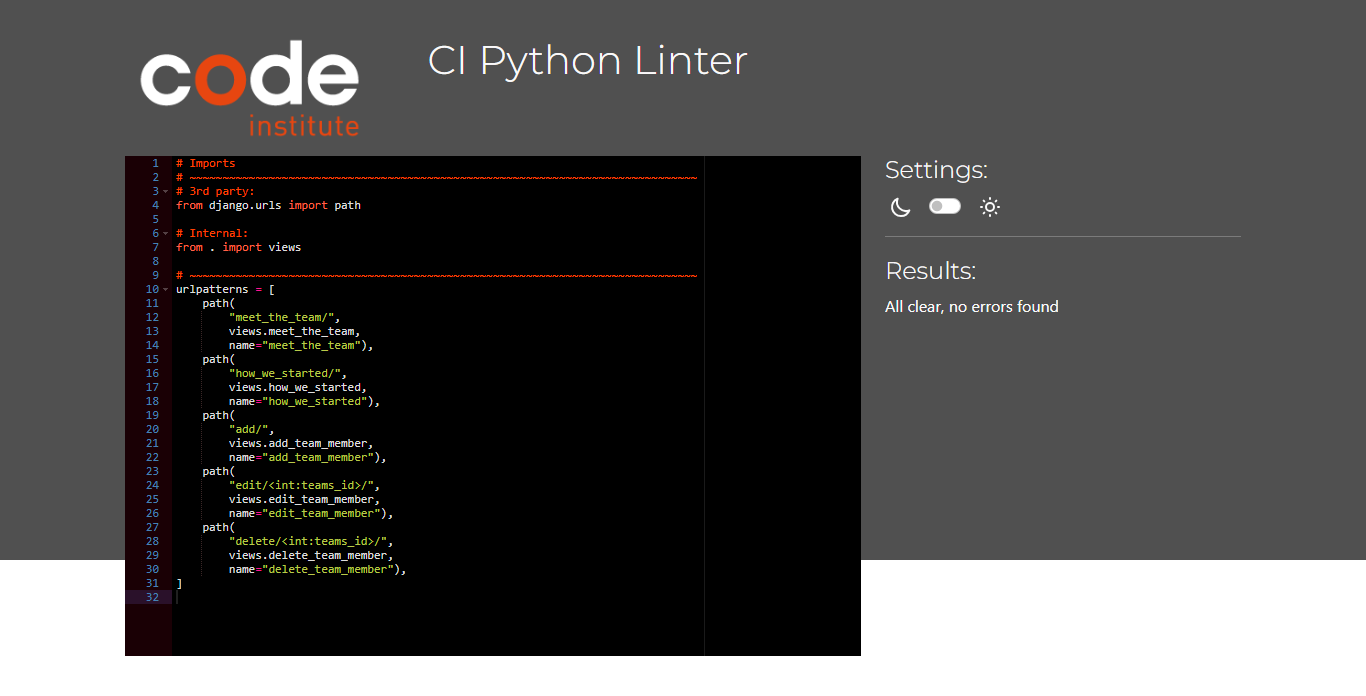 code
institute
CI Python Linter
1 # Imports
2 # ~~~~~~~~~~~~~~~~~~~~~~~~~~~~~~~~~~~~~~~~~~~~~~~~~~~~~~~~~~~~~~~~~~~~~~~~~~~~~
3 # 3rd party:
4 from django.urls import path
5
6 # Internal:
7 from . import views
8
9 # ~~~~~~~~~~~~~~~~~~~~~~~~~~~~~~~~~~~~~~~~~~~~~~~~~~~~~~~~~~~~~~~~~~~~~~~~~~~~~
10 urlpatterns = [
11     path(
12         "meet_the_team/",
13         views.meet_the_team,
14         name="meet_the_team"),
15     path(
16         "how_we_started/",
17         views.how_we_started,
18         name="how_we_started"),
19     path(
20         "add/",
21         views.add_team_member,
22         name="add_team_member"),
23     path(
24         "edit/<int:teams_id>/",
25         views.edit_team_member,
26         name="edit_team_member"),
27     path(
28         "delete/<int:teams_id>/",
29         views.delete_team_member,
30         name="delete_team_member"),
31 ]
32
Settings:
Results:
All clear, no errors found